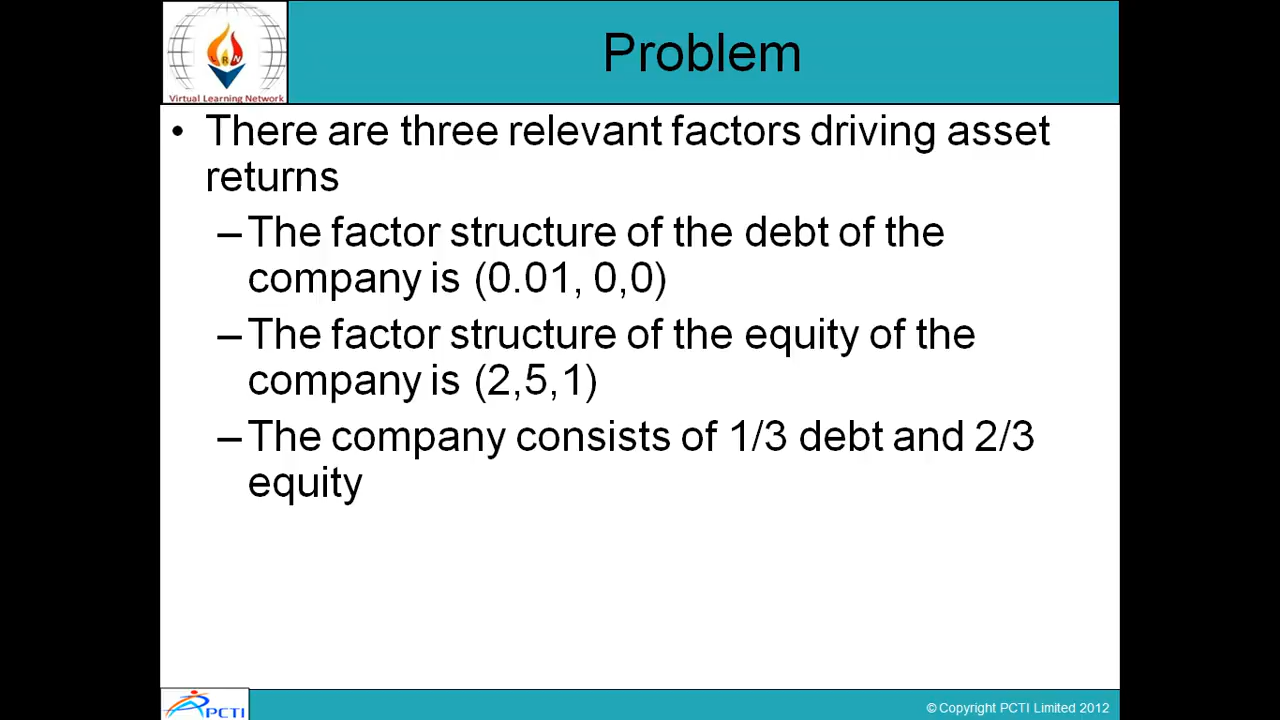 Problem
LRN
Virtual Learning Network
• There are three relevant factors driving asset
returns
–The factor structure of the debt of the
company is (0.01, 0,0)
–The factor structure of the equity of the
company is (2,5,1)
–The company consists of 1/3 debt and 2/3
equity
PCTI
© Copyright PCTI Limited 2012